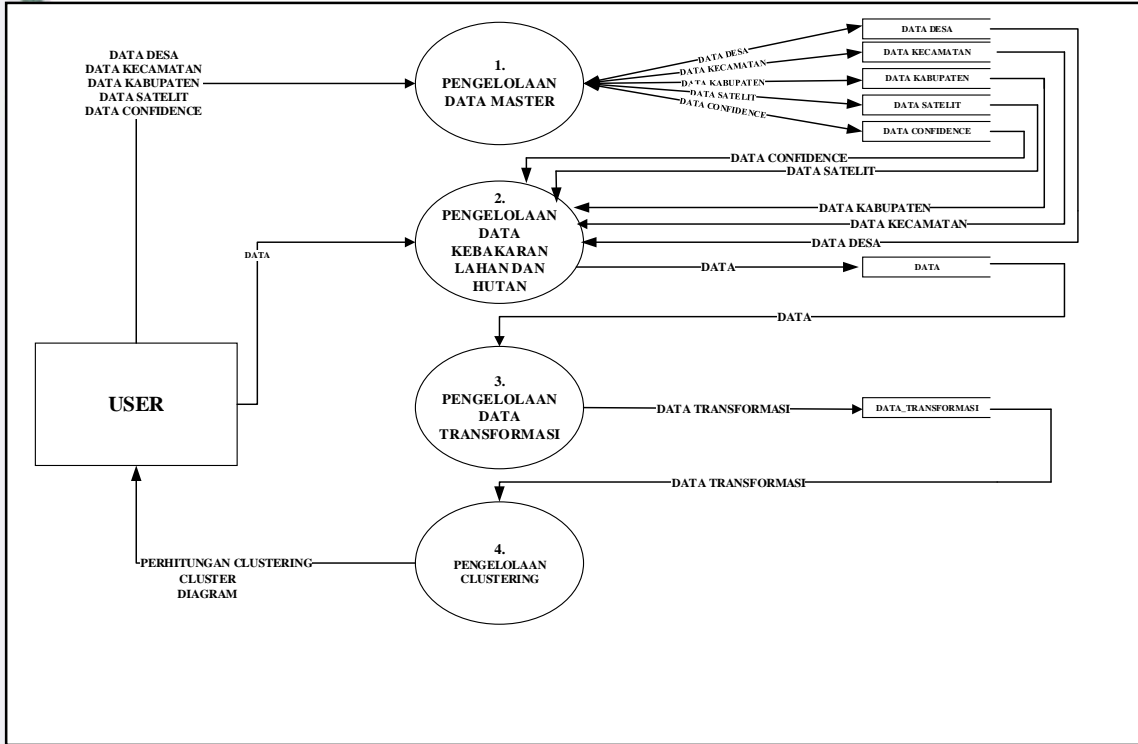 DATA DESA
DATA KECAMATAN
DATA KABUPATEN
DATA SATELIT
DATA CONFIDENCE
1.
PENGELOLAAN
DATA MASTER
DATA DESA
DATA KECAMATAN
DATA KABUPATEN
DATA SATELIT
DATA CONFIDENCE
DATA DESA
DATA KECAMATAN
DATA KABUPATEN
DATA SATELIT
DATA CONFIDENCE
DATA CONFIDENCE
DATA SATELIT
DATA KABUPATEN
DATA KECAMATAN
DATA DESA
2.
PENGELOLAAN
DATA
KEBAKARAN
LAHAN DAN
HUTAN
DATA
DATA
DATA
DATA
USER
3.
PENGELOLAAN
DATA
TRANSFORMASI
DATA TRANSFORMASI
DATA_TRANSFORMASI
DATA TRANSFORMASI
4.
PENGELOLAAN
CLUSTERING
PERHITUNGAN CLUSTERING
CLUSTER
DIAGRAM